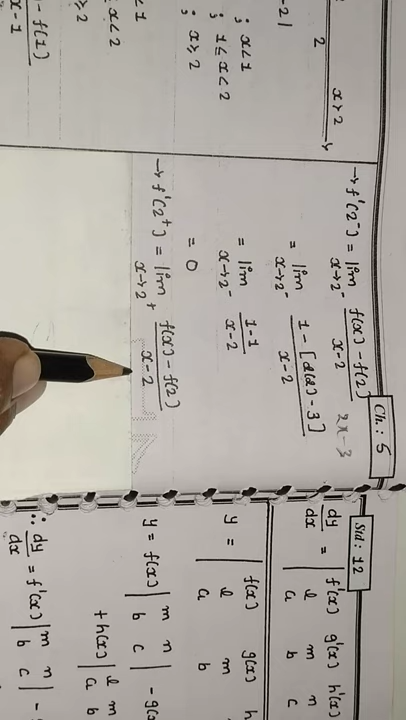 2
x→2
-2|
; x<1
; 1≤x<2
; x≥2
<1
x<2
≥2
f(1)
x-1
Ch.: 5
→ f'(2⁻) = lim x→2⁻ f(x) - f(2) / x-2
2x-3
= lim x→2⁻ 1 - [2(2) - 3] / x-2
= lim x→2⁻ 1-1 / x-2
= 0
→ f'(2⁺) = lim x→2⁺ f(x) - f(2) / x-2
Std: 12
dy/dx = | f'(x) g'(x) h'(x)
l m n
a b c
y = | f(x) g(x) h
l m
a b
y = f(x) | m n
b c | - g(x)
+ h(x) | l m
a b
∴ dy/dx = f'(x) | m n
b c | -